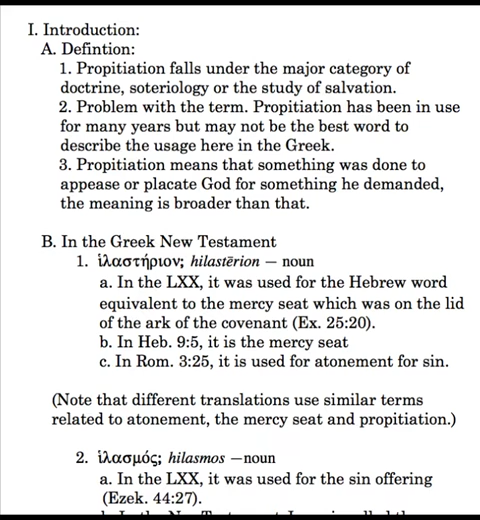 I. Introduction:
A. Defintion:
1. Propitiation falls under the major category of
doctrine, soteriology or the study of salvation.
2. Problem with the term. Propitiation has been in use
for many years but may not be the best word to
describe the usage here in the Greek.
3. Propitiation means that something was done to
appease or placate God for something he demanded,
the meaning is broader than that.
B. In the Greek New Testament
1. ἱλαστήριον; hilastērion – noun
a. In the LXX, it was used for the Hebrew word
equivalent to the mercy seat which was on the lid
of the ark of the covenant (Ex. 25:20).
b. In Heb. 9:5, it is the mercy seat
c. In Rom. 3:25, it is used for atonement for sin.
(Note that different translations use similar terms
related to atonement, the mercy seat and propitiation.)
2. ἱλασμός; hilasmos –noun
a. In the LXX, it was used for the sin offering
(Ezek. 44:27).